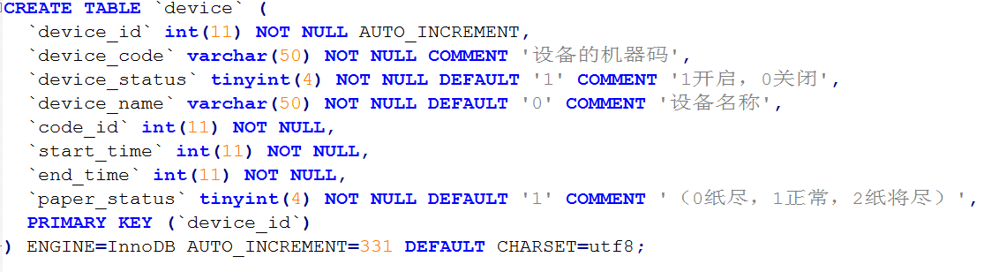 CREATE TABLE `device` (
`device_id` int(11) NOT NULL AUTO_INCREMENT,
`device_code` varchar(50) NOT NULL COMMENT '设备的机器码',
`device_status` tinyint(4) NOT NULL DEFAULT '1' COMMENT '1开启，0关闭',
`device_name` varchar(50) NOT NULL DEFAULT '0' COMMENT '设备名称',
`code_id` int(11) NOT NULL,
`start_time` int(11) NOT NULL,
`end_time` int(11) NOT NULL,
`paper_status` tinyint(4) NOT NULL DEFAULT '1' COMMENT '（0纸尽，1正常，2纸将尽）',
PRIMARY KEY (`device_id`)
) ENGINE=InnoDB AUTO_INCREMENT=331 DEFAULT CHARSET=utf8;